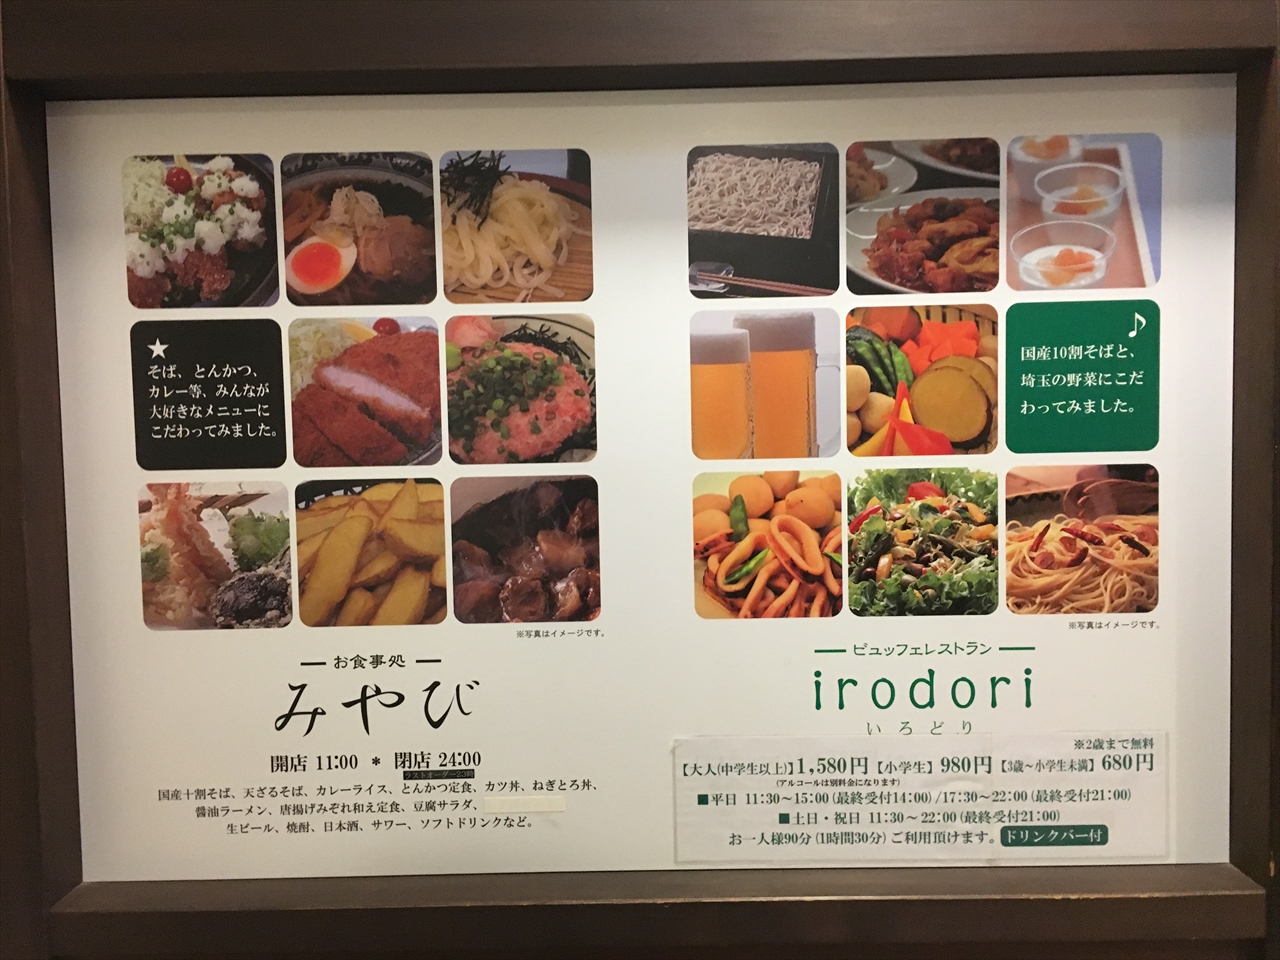 ★
そば、とんかつ、
カレー等、みんなが
大好きなメニューに
こだわってみました。
※写真はイメージです。
お食事処
みやび
開店 11:00 * 閉店 24:00
ラストオーダー23時
国産十割そば、天ざるそば、カレーライス、とんかつ定食、カツ丼、ねぎとろ丼、
醤油ラーメン、唐揚げみぞれ和え定食、豆腐サラダ、
生ビール、焼酎、日本酒、サワー、ソフトドリンクなど。
♪
国産10割そばと、
埼玉の野菜にこだ
わってみました。
※写真はイメージです。
ビュッフェレストラン
irodori
いろどり
※2歳まで無料
【大人(中学生以上)】1,580円【小学生】980円【3歳〜小学生未満】680円
(アルコールは別料金になります)
■平日 11:30〜15:00(最終受付14:00)/17:30〜22:00(最終受付21:00)
■土日・祝日 11:30〜22:00(最終受付21:00)
お一人様90分(1時間30分)ご利用頂けます。ドリンクバー付